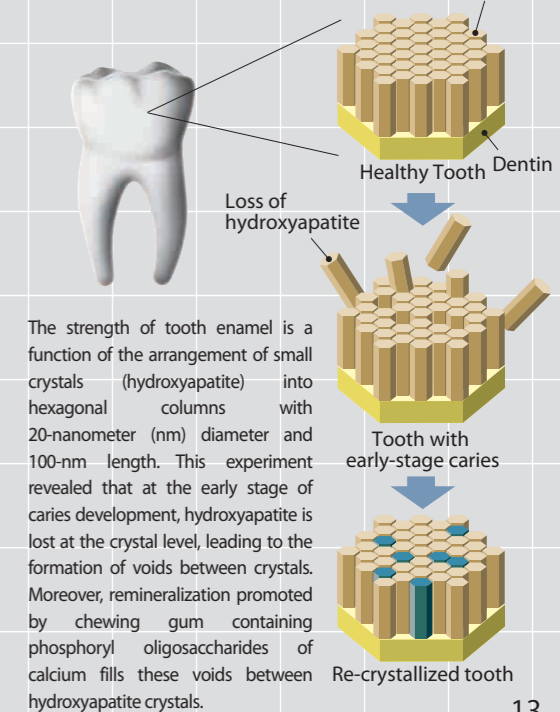 Healthy Tooth
Dentin
Loss of
hydroxyapatite
The strength of tooth enamel is a
function of the arrangement of small
crystals (hydroxyapatite) into
hexagonal columns with
20-nanometer (nm) diameter and
100-nm length. This experiment
revealed that at the early stage of
caries development, hydroxyapatite is
lost at the crystal level, leading to the
formation of voids between crystals.
Moreover, remineralization promoted
by chewing gum containing
phosphoryl oligosaccharides of
calcium fills these voids between
hydroxyapatite crystals.
Tooth with
early-stage caries
Re-crystallized tooth
13